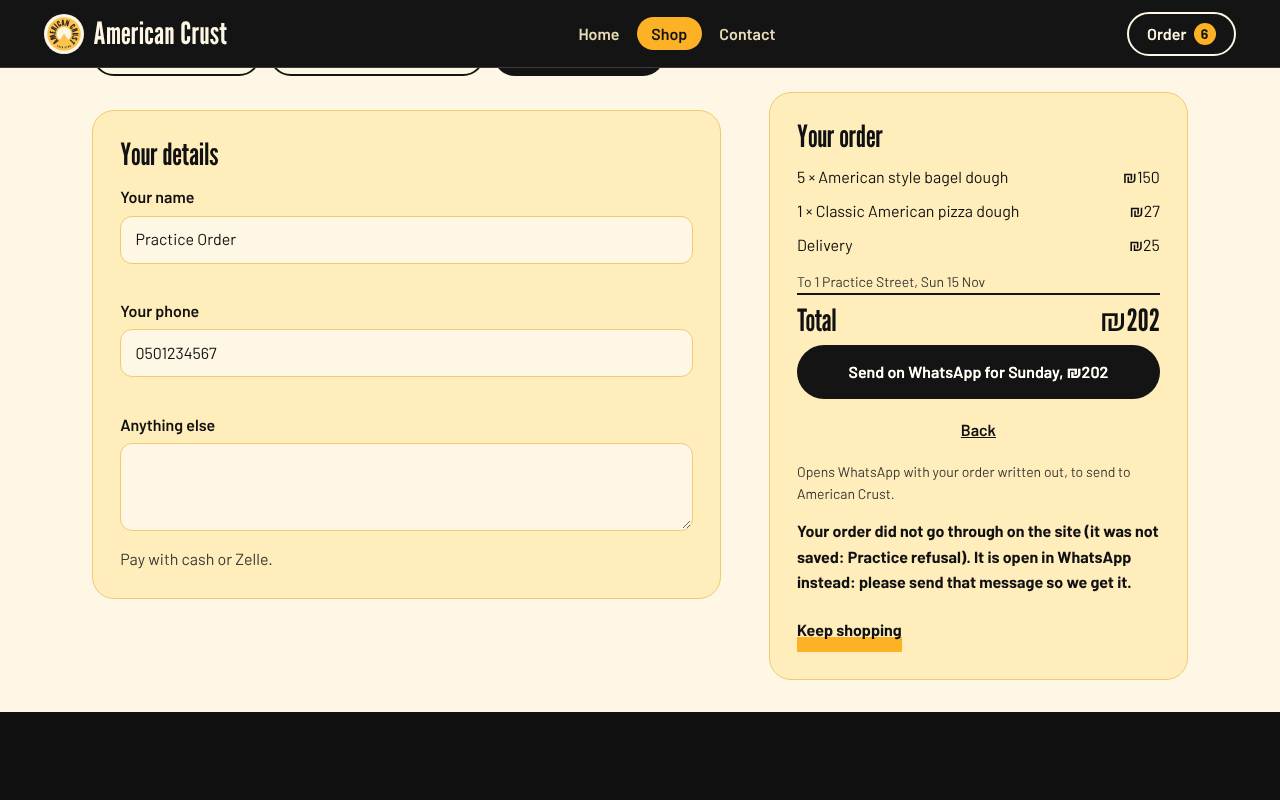 American Crust
Home
Shop
Contact
Order 6
Your details
Your name
Practice Order
Your phone
0501234567
Anything else
Pay with cash or Zelle.
Your order
5 × American style bagel dough ₪150
1 × Classic American pizza dough ₪27
Delivery ₪25
To 1 Practice Street, Sun 15 Nov
Total ₪202
Send on WhatsApp for Sunday, ₪202
Back
Opens WhatsApp with your order written out, to send to
American Crust.
Your order did not go through on the site (it was not
saved: Practice refusal). It is open in WhatsApp
instead: please send that message so we get it.
Keep shopping